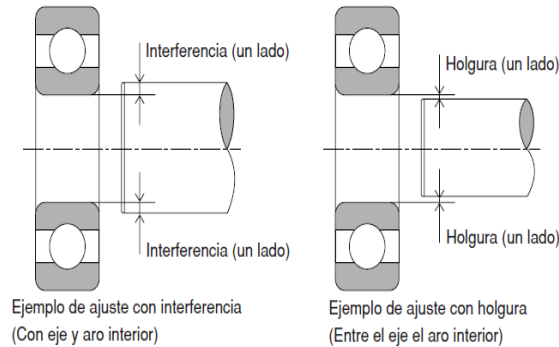 Interferencia (un lado)
Interferencia (un lado)
Ejemplo de ajuste con interferencia
(Con eje y aro interior)
Holgura (un lado)
Holgura (un lado)
Ejemplo de ajuste con holgura
(Entre el eje el aro interior)